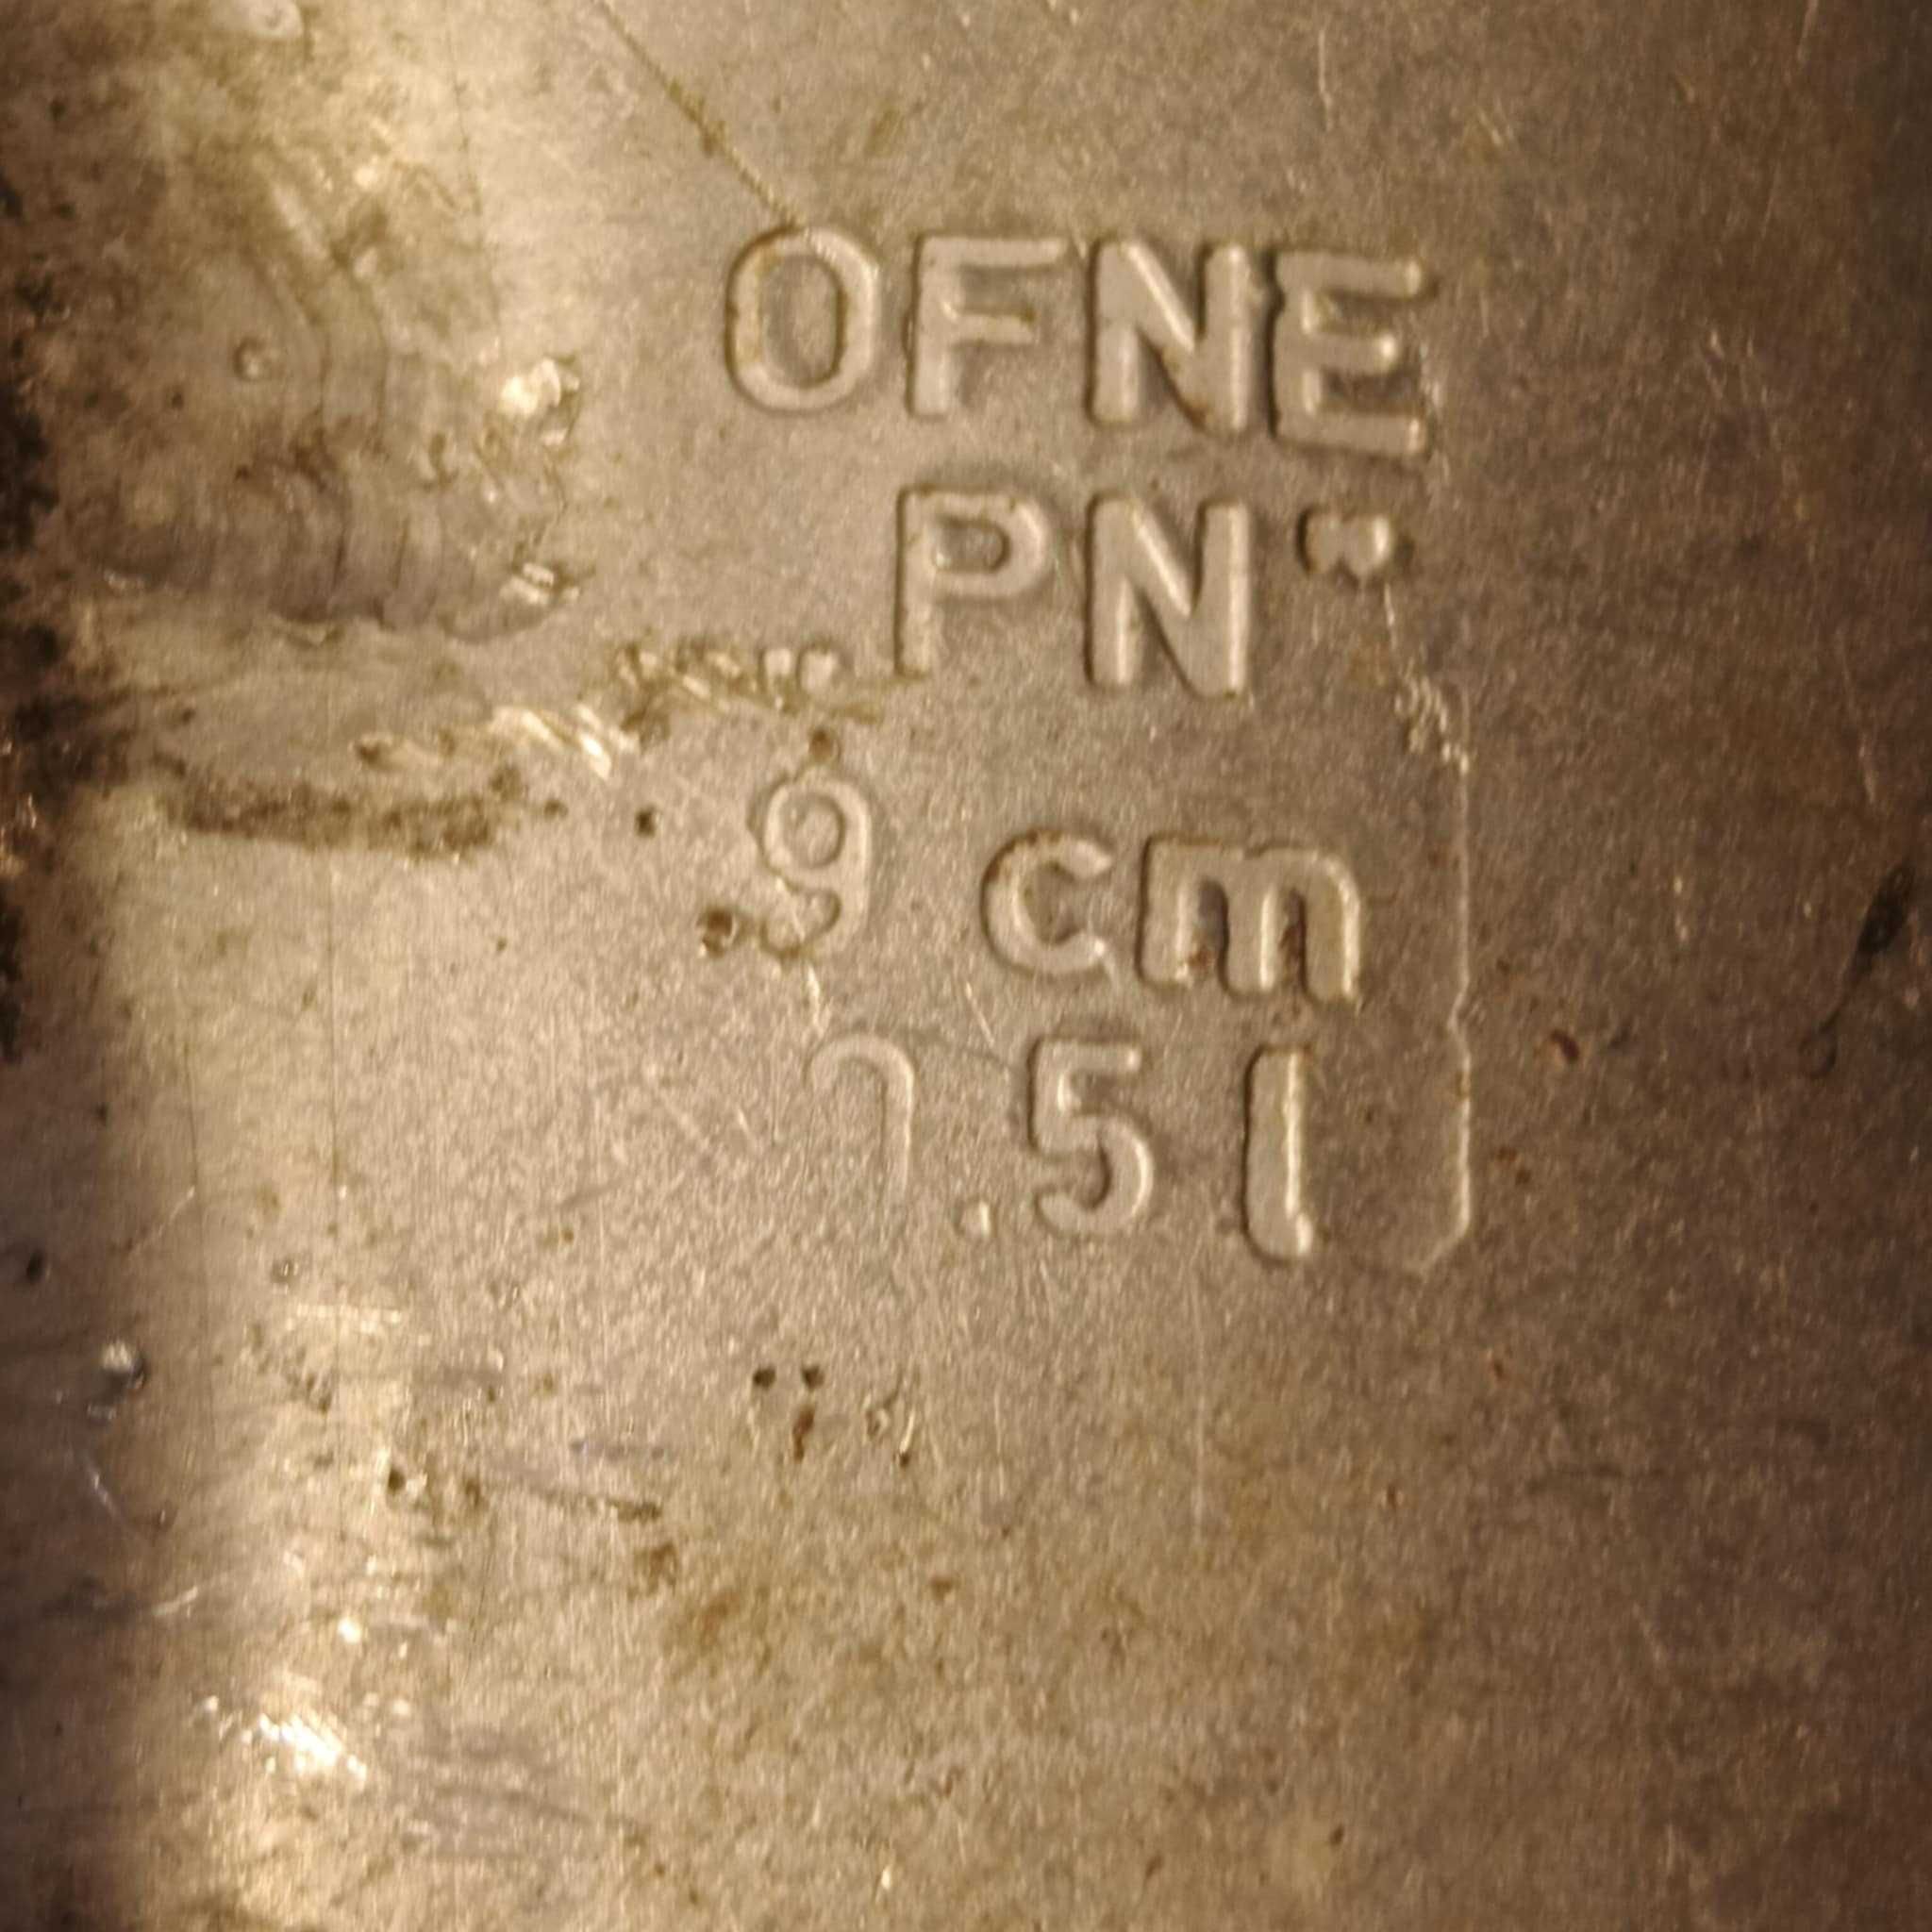 OFNE
PN"
9 cm
.5 l